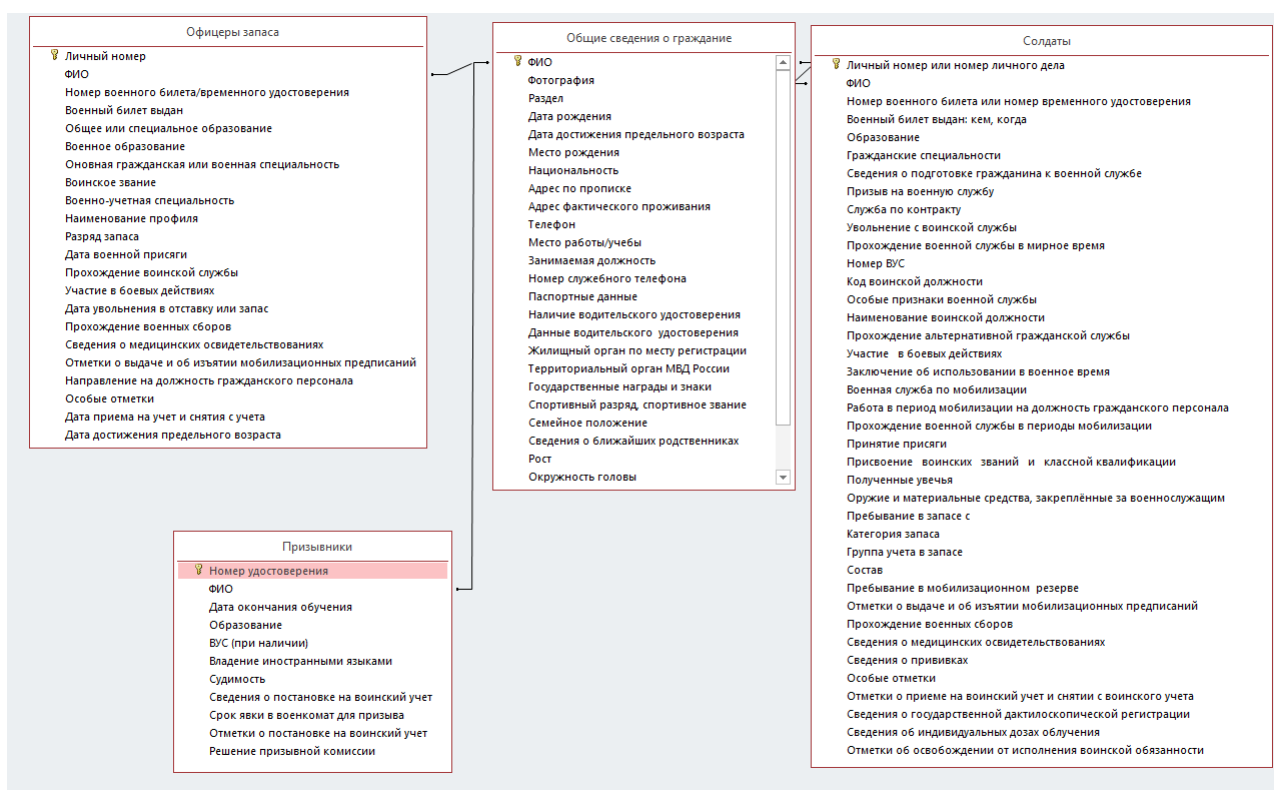 Офицеры запаса
Личный номер
ФИО
Номер военного билета/временного удостоверения
Военный билет выдан
Общее или специальное образование
Военное образование
Оновная гражданская или военная специальность
Воинское звание
Военно-учетная специальность
Наименование профиля
Разряд запаса
Дата военной присяги
Прохождение воинской службы
Участие в боевых действиях
Дата увольнения в отставку или запас
Прохождение военных сборов
Сведения о медицинских освидетельствованиях
Отметки о выдаче и об изъятии мобилизационных предписаний
Направление на должность гражданского персонала
Особые отметки
Дата приема на учет и снятия с учета
Дата достижения предельного возраста
Общие сведения о граждание
ФИО
Фотография
Раздел
Дата рождения
Дата достижения предельного возраста
Место рождения
Национальность
Адрес по прописке
Адрес фактического проживания
Телефон
Место работы/учебы
Занимаемая должность
Номер служебного телефона
Паспортные данные
Наличие водительского удостоверения
Данные водительского удостоверения
Жилищный орган по месту регистрации
Территориальный орган МВД России
Государственные награды и знаки
Спортивный разряд, спортивное звание
Семейное положение
Сведения о ближайших родственниках
Рост
Окружность головы
Солдаты
Личный номер или номер личного дела
ФИО
Номер военного билета или номер временного удостоверения
Военный билет выдан: кем, когда
Образование
Гражданские специальности
Сведения о подготовке гражданина к военной службе
Призыв на военную службу
Служба по контракту
Увольнение с воинской службы
Прохождение военной службы в мирное время
Номер ВУС
Код воинской должности
Особые признаки военной службы
Наименование воинской должности
Прохождение альтернативной гражданской службы
Участие в боевых действиях
Заключение об использовании в военное время
Военная служба по мобилизации
Работа в период мобилизации на должность гражданского персонала
Прохождение военной службы в периоды мобилизации
Принятие присяги
Присвоение воинских званий и классной квалификации
Полученные увечья
Оружие и материальные средства, закреплённые за военнослужащим
Пребывание в запасе с
Категория запаса
Группа учета в запасе
Состав
Пребывание в мобилизационном резерве
Отметки о выдаче и об изъятии мобилизационных предписаний
Прохождение военных сборов
Сведения о медицинских освидетельствованиях
Сведения о прививках
Особые отметки
Отметки о приеме на воинский учет и снятии с воинского учета
Сведения о государственной дактилоскопической регистрации
Сведения об индивидуальных дозах облучения
Отметки об освобождении от исполнения воинской обязанности
Призывники
Номер удостоверения
ФИО
Дата окончания обучения
Образование
ВУС (при наличии)
Владение иностранными языками
Судимость
Сведения о постановке на воинский учет
Срок явки в военкомат для призыва
Отметки о постановке на воинский учет
Решение призывной комиссии